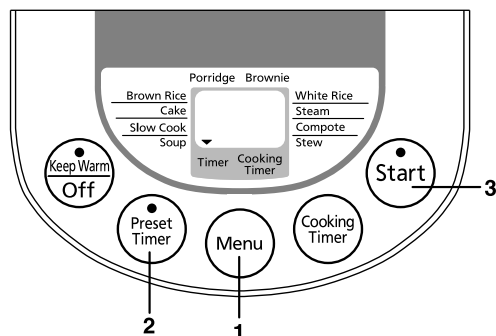 Porridge Brownie
Brown Rice
Cake
Slow Cook
Soup
White Rice
Steam
Compote
Stew
Timer
Cooking
Timer
Keep Warm
Off
Preset
Timer
Menu
Cooking
Timer
Start
1
2
3